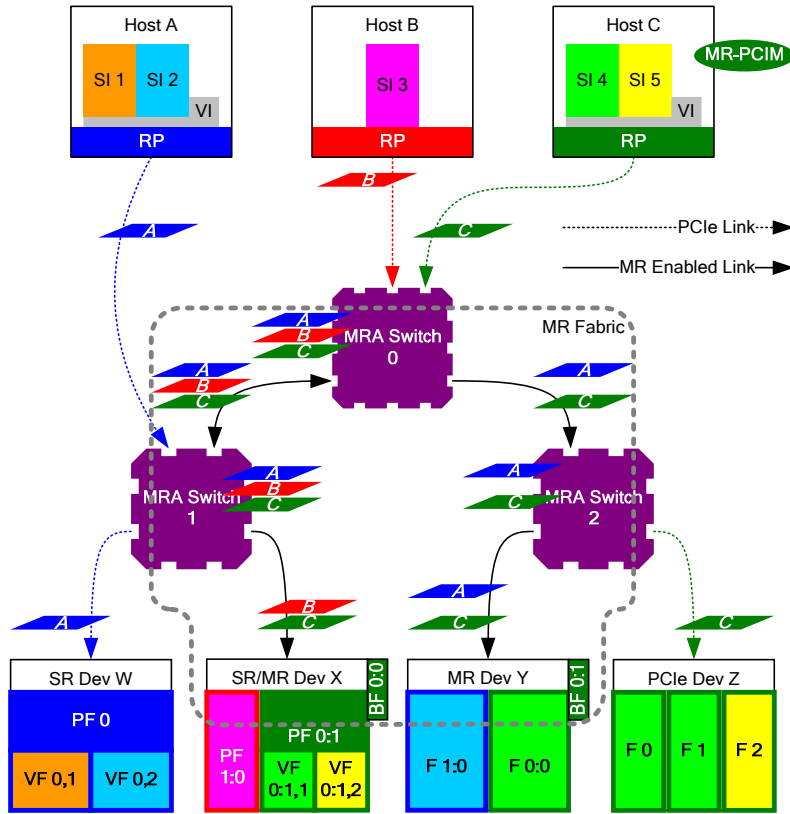 Host A
Host B
Host C
MR-PCIM
SI 1
SI 2
SI 3
SI 4
SI 5
VI
VI
RP
RP
RP
B
A
C
PCIe Link
MR Enabled Link
A
B
C
MRA Switch
0
MR Fabric
A
B
C
A
C
MRA Switch
1
A
B
C
A
C
MRA Switch
2
A
B
C
A
C
C
SR Dev W
SR/MR Dev X
BF 0:0
MR Dev Y
BF 0:1
PCIe Dev Z
PF 0
VF 0,1
VF 0,2
PF
1:0
PF 0:1
VF
0:1,1
VF
0:1,2
F 1:0
F 0:0
F 0
F 1
F 2